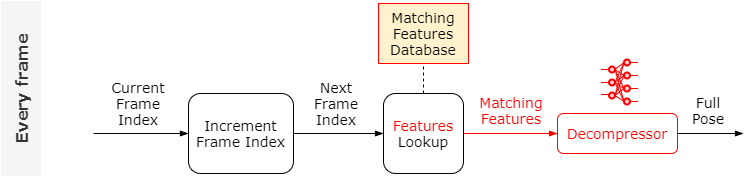 Every frame
Current
Frame
Index
Increment
Frame Index
Next
Frame
Index
Matching
Features
Database
Features
Lookup
Matching
Features
Decompressor
Full
Pose